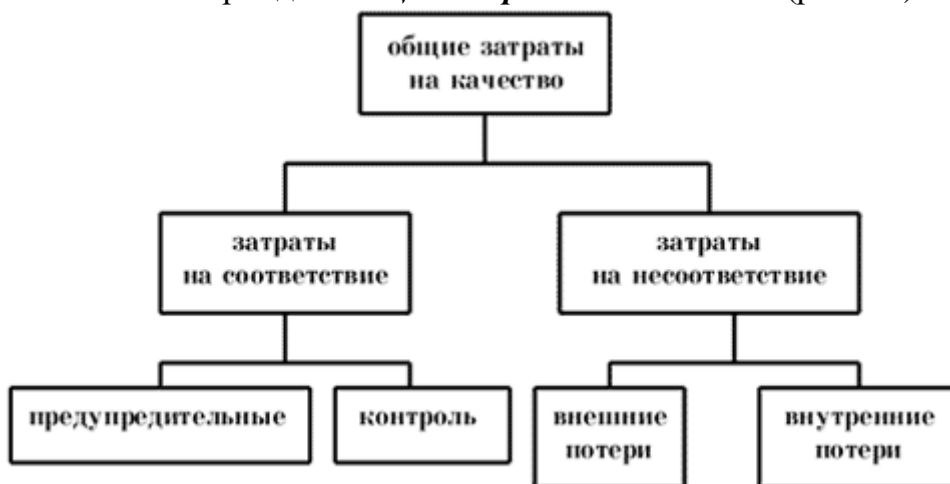 общие затраты
на качество
затраты
на соответствие
затраты
на несоответствие
предупредительные
контроль
внешние
потери
внутренние
потери